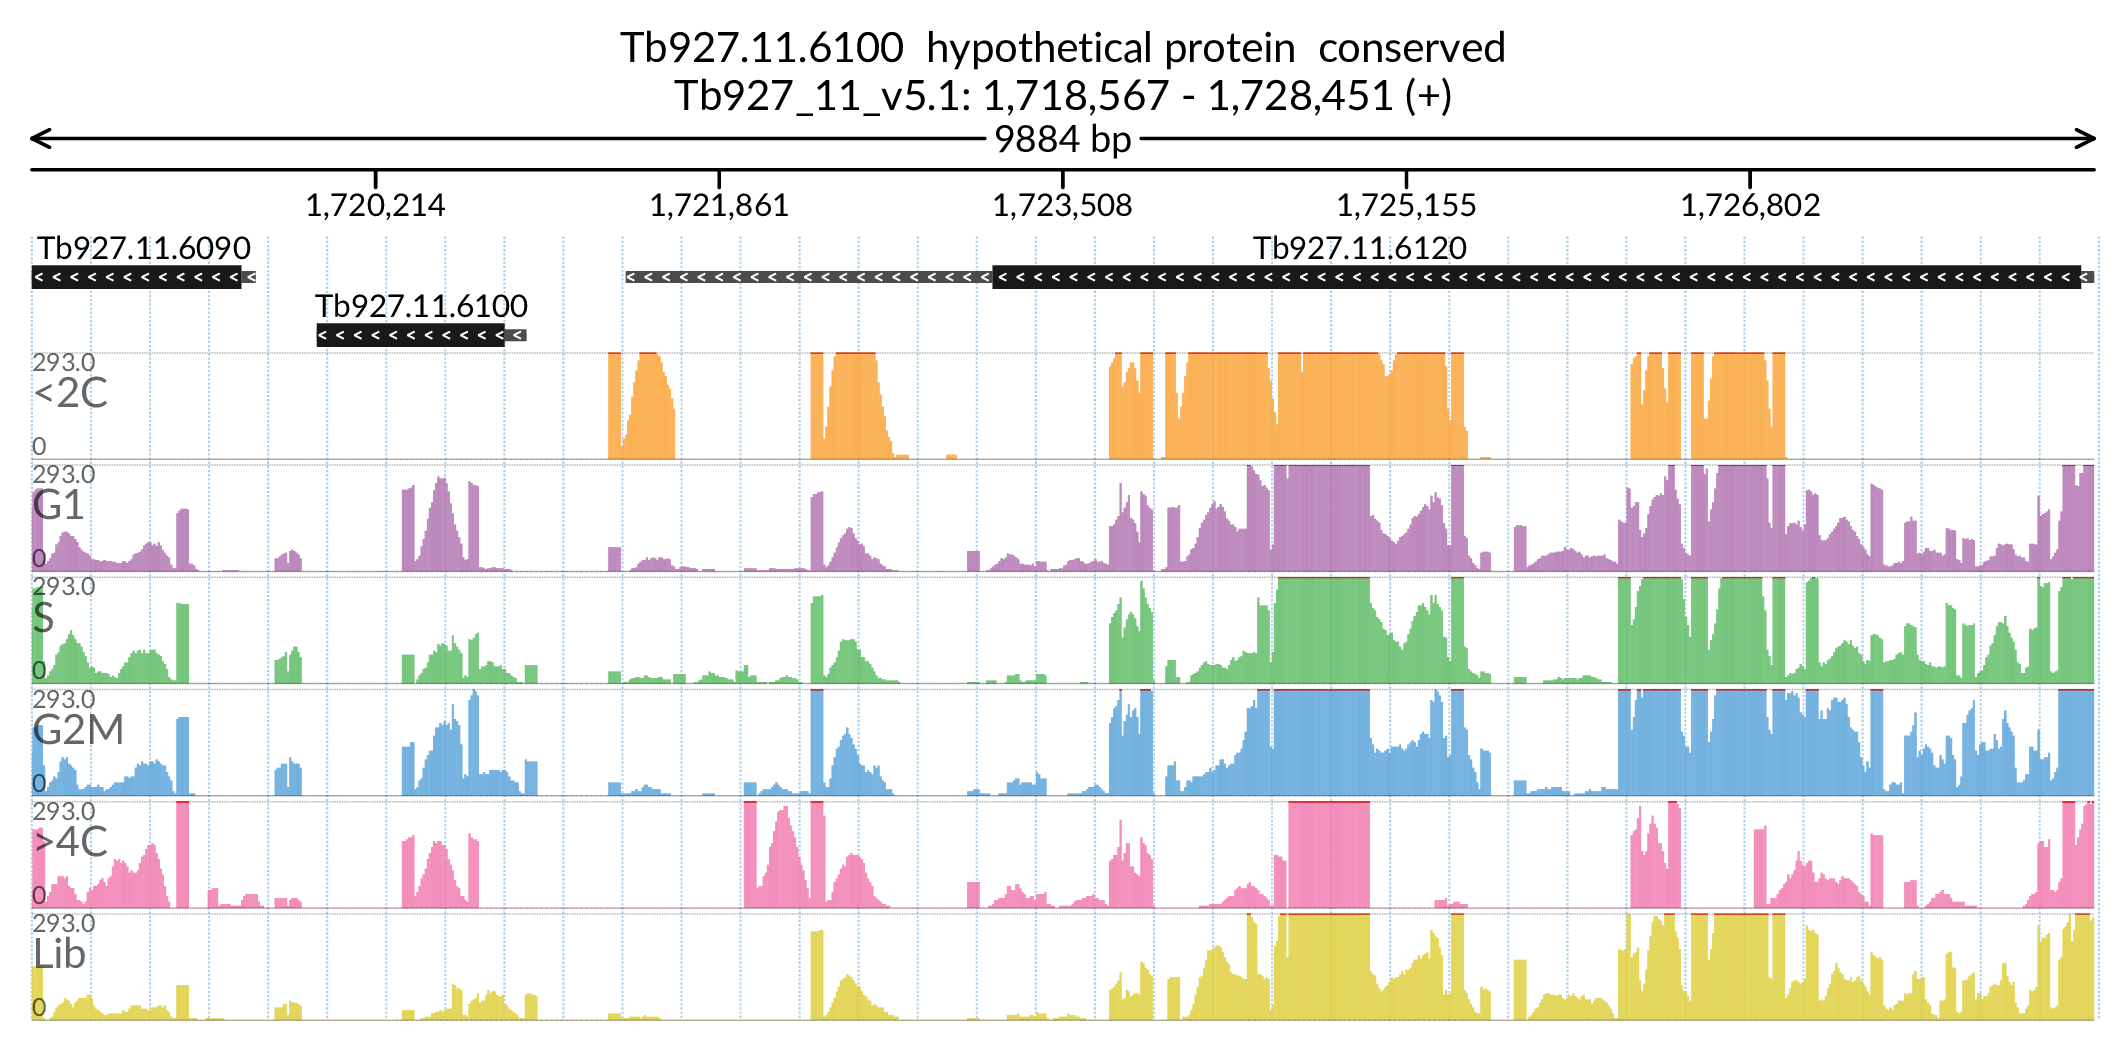 Tb927.11.6100  hypothetical protein  conserved
Tb927_11_v5.1: 1,718,567 - 1,728,451 (+)
9884 bp
1,720,214 1,721,861 1,723,508 1,725,155 1,726,802
Tb927.11.6090 Tb927.11.6120
Tb927.11.6100
293.0
<2C
0
293.0
G1
0
293.0
S
0
293.0
G2M
0
293.0
>4C
0
293.0
Lib
0